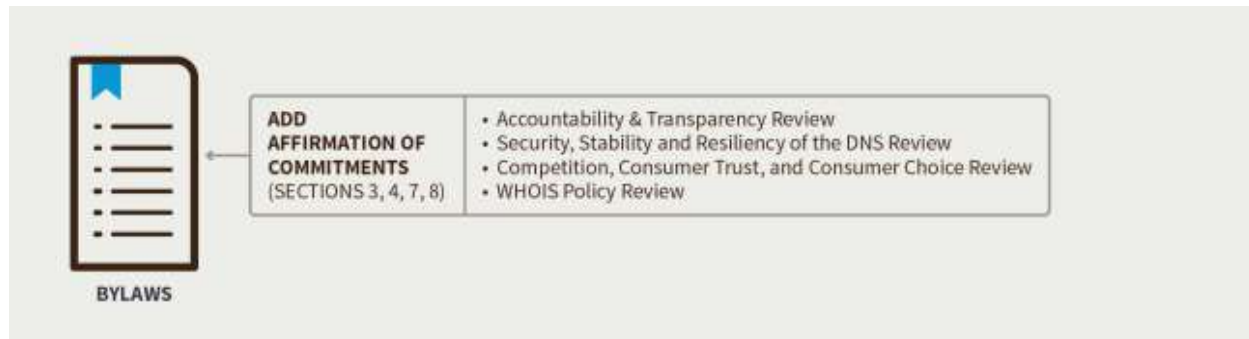 ADD
AFFIRMATION OF
COMMITMENTS
(SECTIONS 3, 4, 7, 8)
• Accountability & Transparency Review
• Security, Stability and Resiliency of the DNS Review
• Competition, Consumer Trust, and Consumer Choice Review
• WHOIS Policy Review
BYLAWS